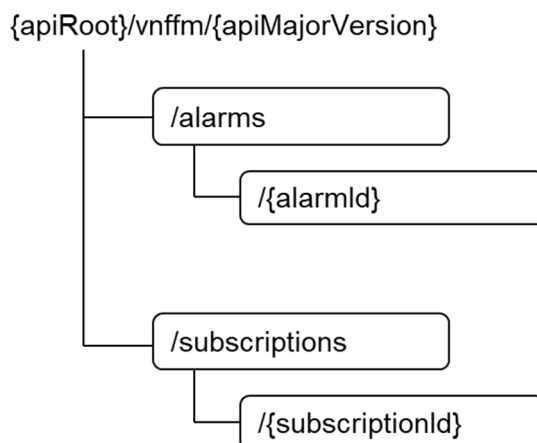 {apiRoot}/vnffm/{apiMajorVersion}
/alarms
/{alarmId}
/subscriptions
/{subscriptionId}